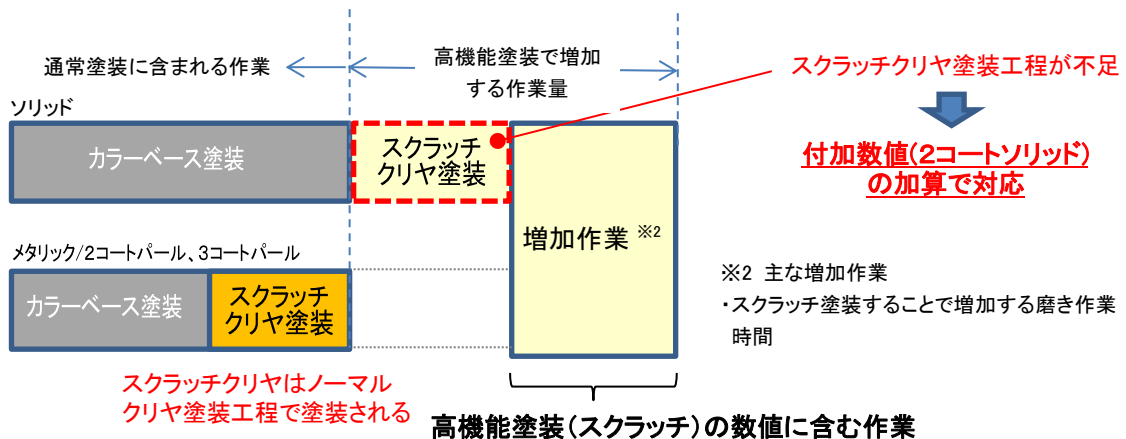 通常塗装に含まれる作業
高機能塗装で増加
する作業量
スクラッチクリヤ塗装工程が不足
付加数値(2コートソリッド)
の加算で対応
ソリッド
カラーベース塗装
スクラッチ
クリヤ塗装
増加作業 ※2
メタリック/2コートパール、3コートパール
カラーベース塗装
スクラッチ
クリヤ塗装
※2 主な増加作業
・スクラッチ塗装することで増加する磨き作業
時間
スクラッチクリヤはノーマル
クリヤ塗装工程で塗装される
高機能塗装(スクラッチ)の数値に含む作業